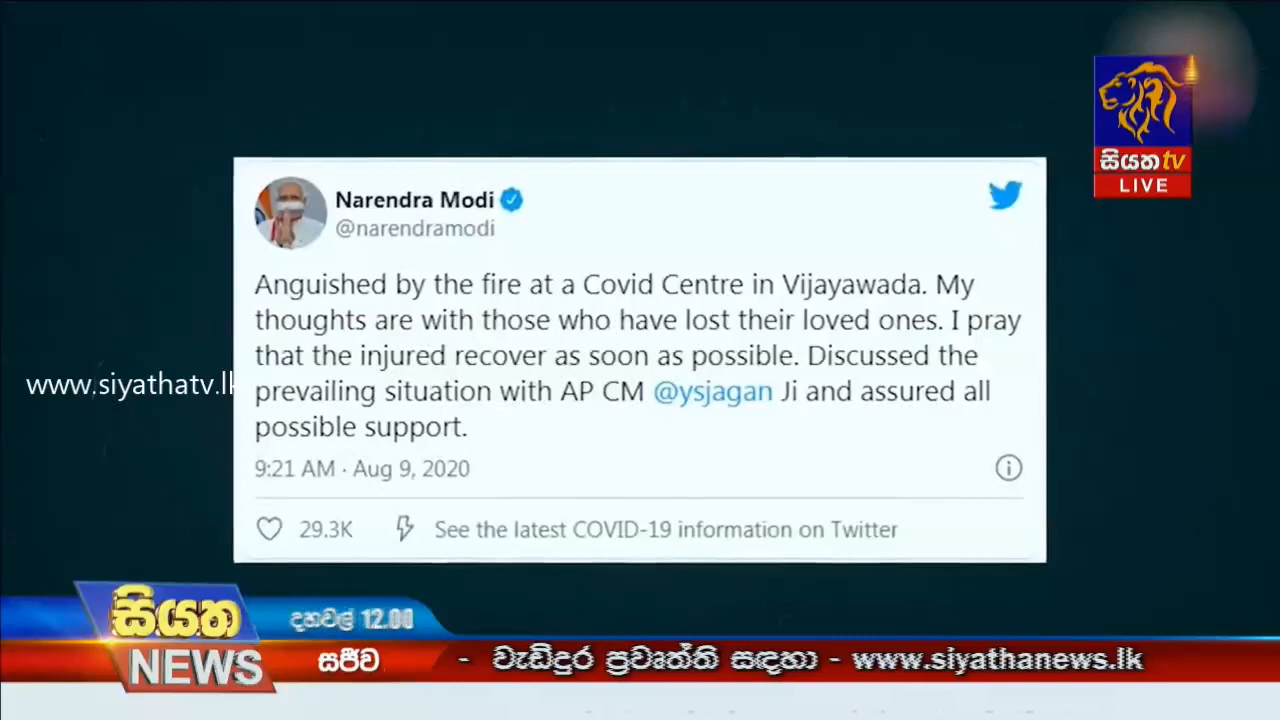 සියත tv
LIVE
Narendra Modi
@narendramodi
Anguished by the fire at a Covid Centre in Vijayawada. My
thoughts are with those who have lost their loved ones. I pray
that the injured recover as soon as possible. Discussed the
prevailing situation with AP CM @ysjagan Ji and assured all
possible support.
www.siyathatv.lk
9:21 AM · Aug 9, 2020
29.3K See the latest COVID-19 information on Twitter
සියත
දහවල් 12.00
NEWS
සජීව - වැඩිදුර ප්‍රවෘත්ති සඳහා - www.siyathanews.lk